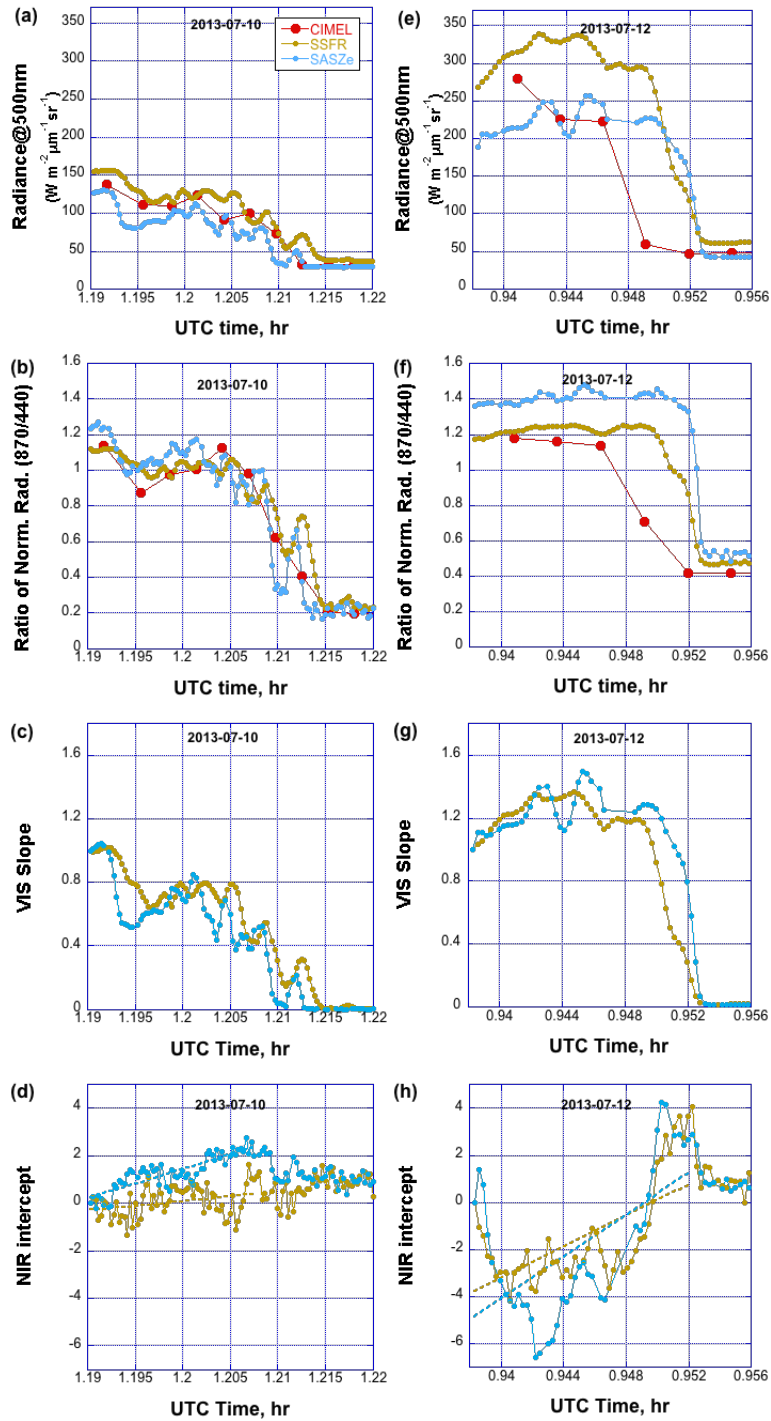 (a)
2013-07-10
CIMEL
SSFR
SASZe
350
300
250
200
150
100
50
0
Radiance@500nm
(W m-2 µm-1 sr-1)
1.19 1.195 1.2 1.205 1.21 1.215 1.22
UTC time, hr
(e)
2013-07-12
350
300
250
200
150
100
50
0
Radiance@500nm
(W m-2 µm-1 sr-1)
0.94 0.944 0.948 0.952 0.956
UTC time, hr
(b)
2013-07-10
1.6
1.4
1.2
1
0.8
0.6
0.4
0.2
0
Ratio of Norm. Rad. (870/440)
1.19 1.195 1.2 1.205 1.21 1.215 1.22
UTC time, hr
(f)
2013-07-12
1.6
1.4
1.2
1
0.8
0.6
0.4
0.2
0
Ratio of Norm. Rad. (870/440)
0.94 0.944 0.948 0.952 0.956
UTC time, hr
(c)
2013-07-10
1.6
1.2
0.8
0.4
0
VIS Slope
1.19 1.195 1.2 1.205 1.21 1.215 1.22
UTC Time, hr
(g)
2013-07-12
1.6
1.2
0.8
0.4
0
VIS Slope
0.94 0.944 0.948 0.952 0.956
UTC Time, hr
(d)
2013-07-10
4
2
0
-2
-4
-6
NIR intercept
1.19 1.195 1.2 1.205 1.21 1.215 1.22
UTC Time, hr
(h)
2013-07-12
4
2
0
-2
-4
-6
NIR intercept
0.94 0.944 0.948 0.952 0.956
UTC Time, hr